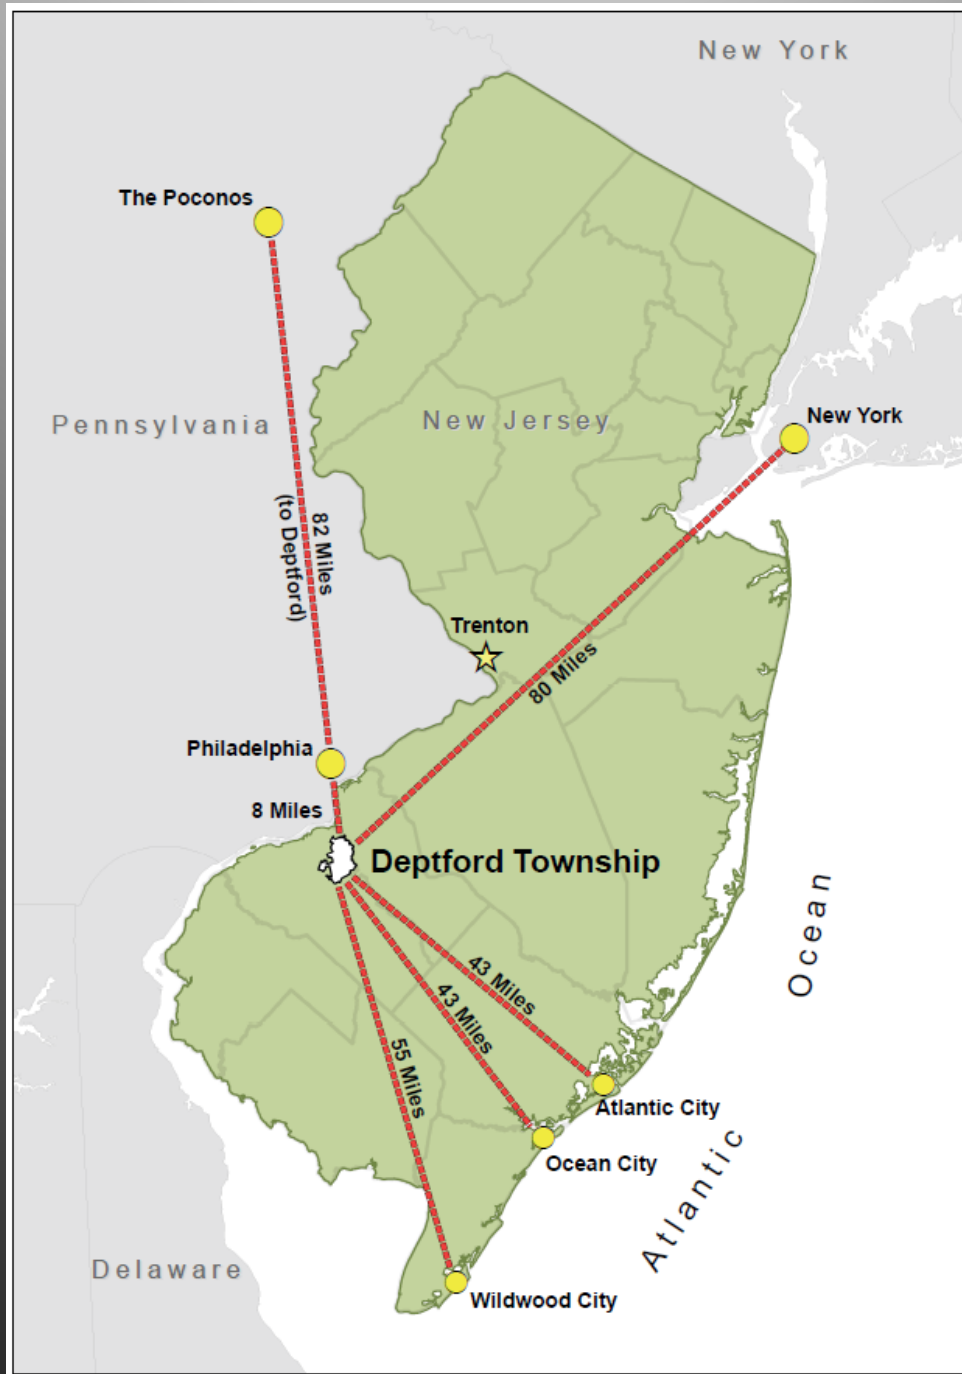 New York
The Poconos
New York
Pennsylvania
New Jersey
82 Miles
(to Deptford)
Trenton
80 Miles
Philadelphia
8 Miles
Deptford Township
Ocean
43 Miles
43 Miles
55 Miles
Atlantic City
Atlantic
Ocean City
Delaware
Wildwood City